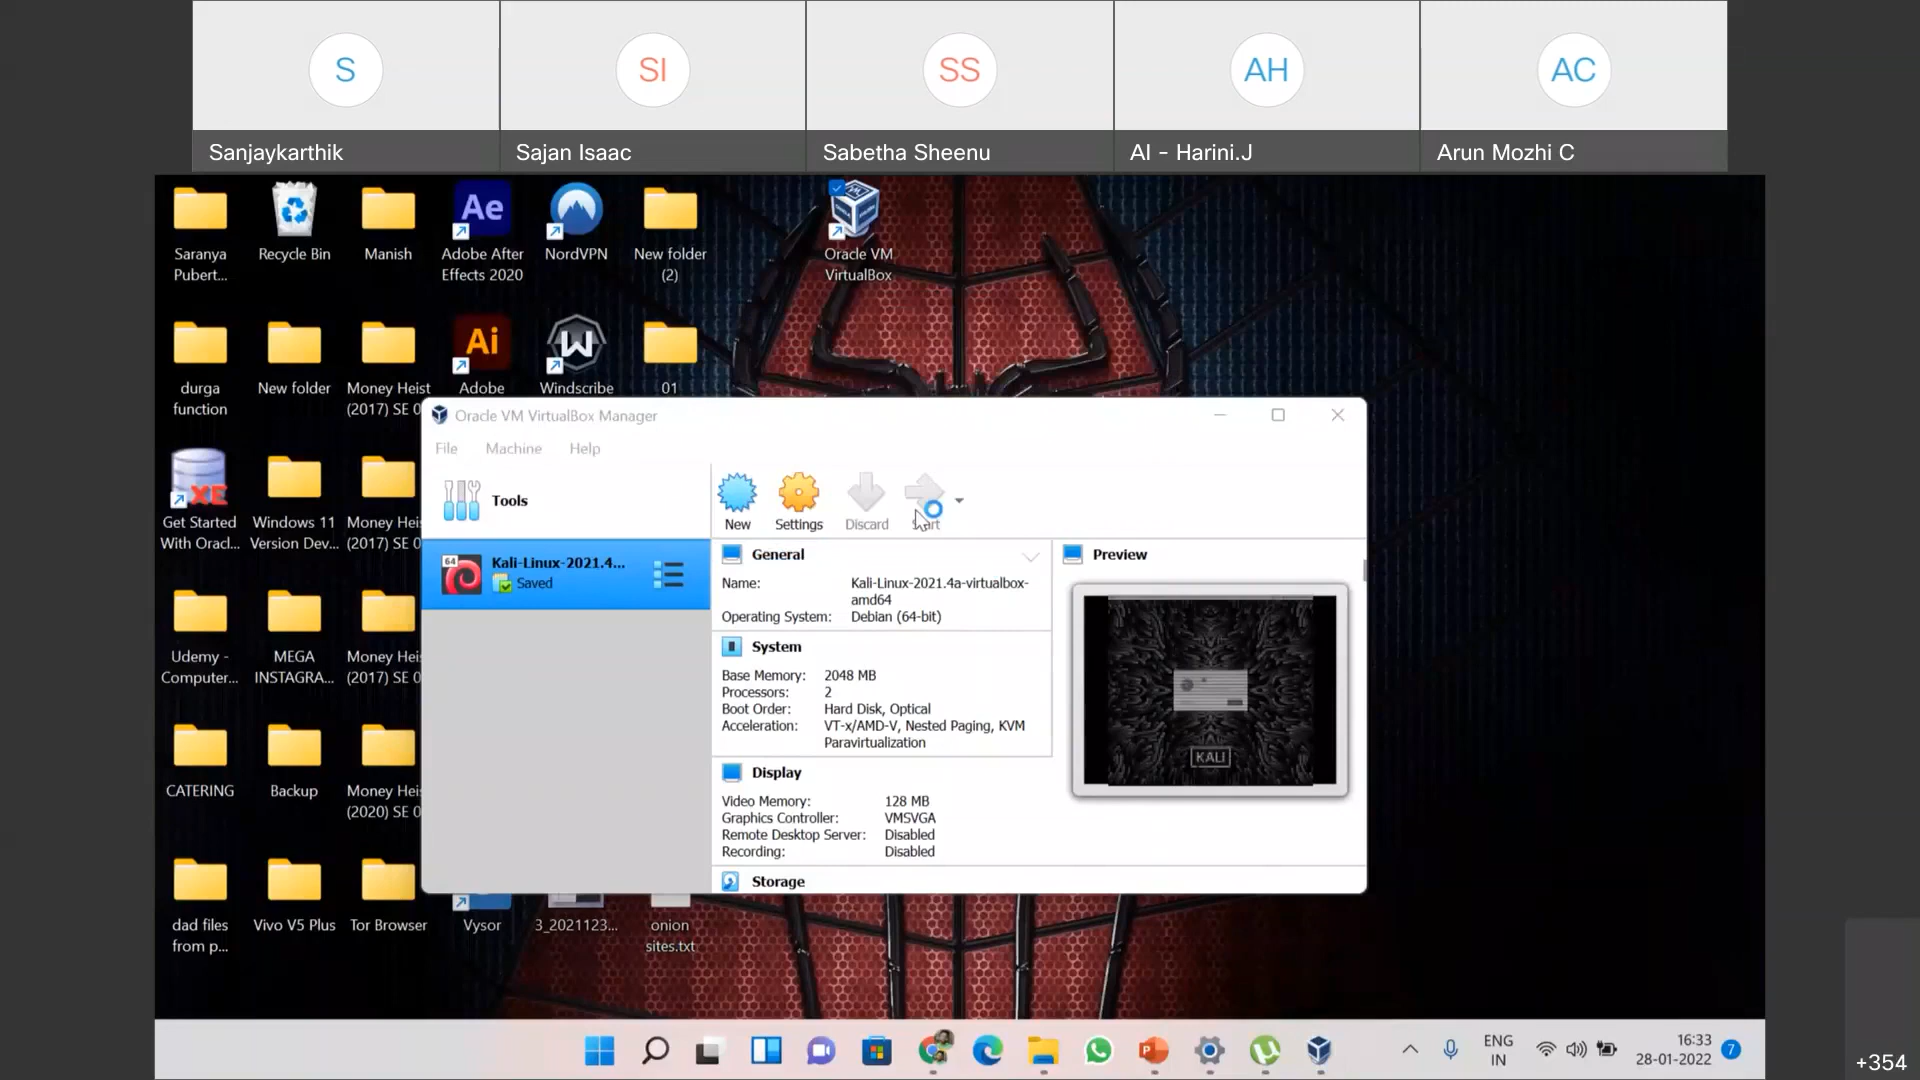 S
SI
SS
AH
AC
Sanjaykarthik
Sajan Isaac
Sabetha Sheenu
AI - Harini.J
Arun Mozhi C
Saranya
Pubert...
Recycle Bin
Manish
Ae
Adobe After
Effects 2020
NordVPN
New folder
(2)
Oracle VM
VirtualBox
durga
function
New folder
Money Heist
(2017) SE 0
Ai
Adobe
W
Windscribe
01
Oracle VM VirtualBox Manager
File
Machine
Help
Tools
New
Settings
Discard
XE
Get Started
With Oracl...
Windows 11
Version Dev...
Money Heis
(2017) SE 0
64
Kali-Linux-2021.4...
Saved
General
Name:
Kali-Linux-2021.4a-virtualbox-
amd64
Operating System:
Debian (64-bit)
Preview
KALI
System
Base Memory:
2048 MB
Processors:
2
Boot Order:
Hard Disk, Optical
Acceleration:
VT-x/AMD-V, Nested Paging, KVM
Paravirtualization
Udemy -
Computer...
MEGA
INSTAGRA...
Money Hei
(2017) SE 0
Display
Video Memory:
128 MB
Graphics Controller:
VMSVGA
Remote Desktop Server:
Disabled
Recording:
Disabled
CATERING
Backup
Money Hei
(2020) SE 0
Storage
dad files
from p...
Vivo V5 Plus
Tor Browser
Vysor
3_2021123...
onion
sites.txt
ENG
IN
16:33
28-01-2022
7
+354